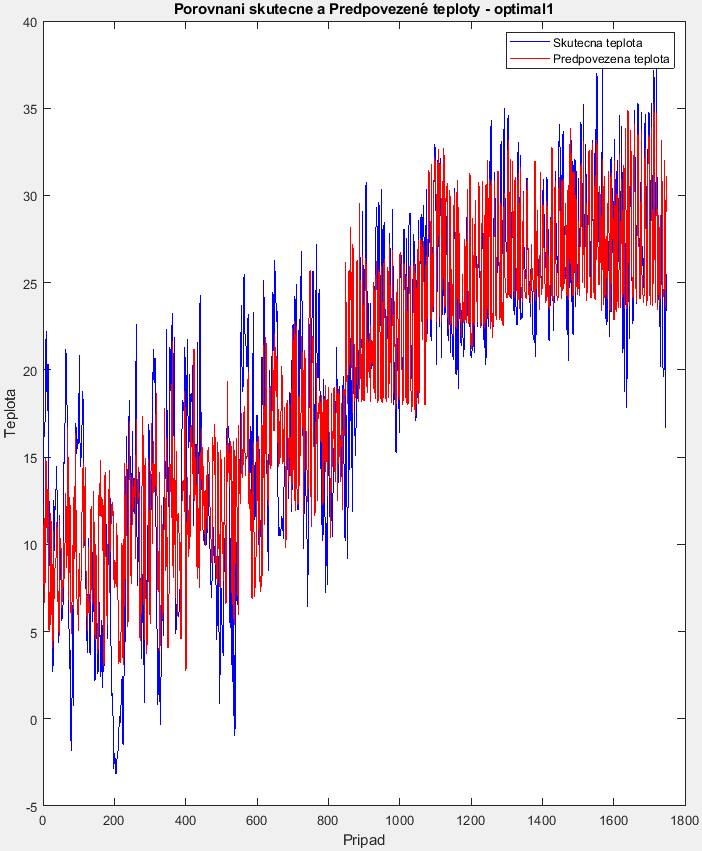 Porovnani skutecne a Predpovezené teploty - optimal1
Skutecna teplota
Predpovezena teplota
40
35
30
25
20
15
10
5
0
-5
Teplota
0 200 400 600 800 1000 1200 1400 1600 1800
Pripad